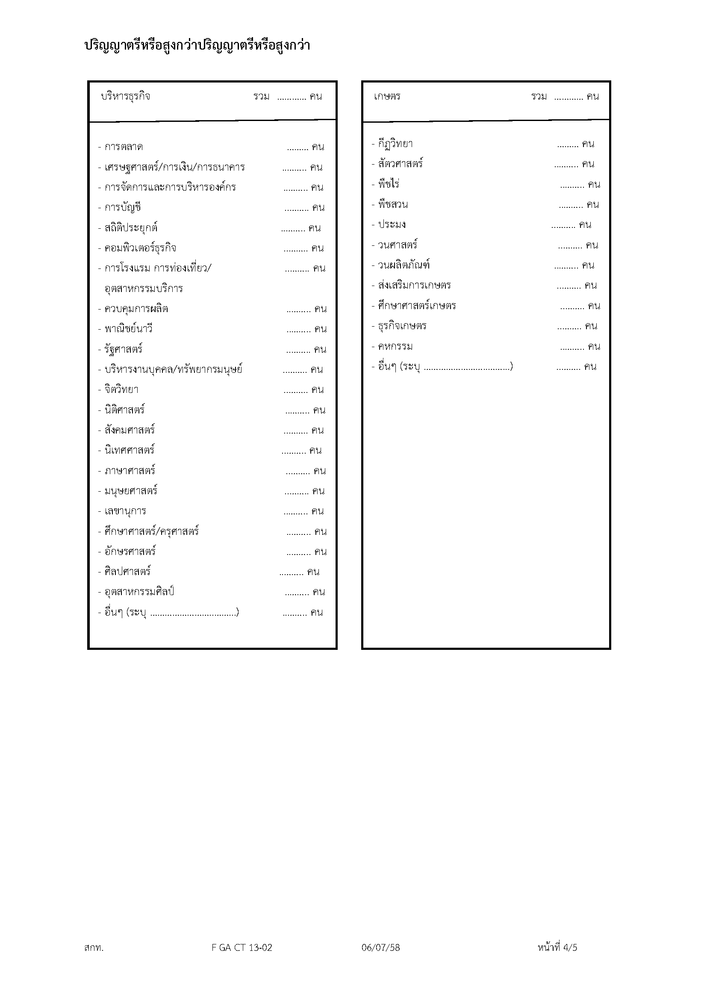 ปริญญาตรีหรือสูงกว่าปริญญาตรีหรือสูงกว่า
บริหารธุรกิจ รวม ............ คน
- การตลาด ......... คน
- เศรษฐศาสตร์/การเงิน/การธนาคาร .......... คน
- การจัดการและการบริหารองค์กร .......... คน
- การบัญชี .......... คน
- สถิติประยุกต์ .......... คน
- คอมพิวเตอร์ธุรกิจ .......... คน
- การโรงแรม การท่องเที่ยว/ .......... คน
อุตสาหกรรมบริการ
- ควบคุมการผลิต .......... คน
- พาณิชย์นาวี .......... คน
- รัฐศาสตร์ .......... คน
- บริหารงานบุคคล/ทรัพยากรมนุษย์ .......... คน
- จิตวิทยา .......... คน
- นิติศาสตร์ .......... คน
- สังคมศาสตร์ .......... คน
- นิเทศศาสตร์ .......... คน
- ภาษาศาสตร์ .......... คน
- มนุษยศาสตร์ .......... คน
- เลขานุการ .......... คน
- ศึกษาศาสตร์/ครุศาสตร์ .......... คน
- อักษรศาสตร์ .......... คน
- ศิลปศาสตร์ .......... คน
- อุตสาหกรรมศิลป์ .......... คน
- อื่นๆ (ระบุ ...................................) .......... คน
เกษตร รวม ............ คน
- กีฏวิทยา ......... คน
- สัตวศาสตร์ .......... คน
- พืชไร่ .......... คน
- พืชสวน .......... คน
- ประมง .......... คน
- วนศาสตร์ .......... คน
- วนผลิตภัณฑ์ .......... คน
- ส่งเสริมการเกษตร .......... คน
- ศึกษาศาสตร์เกษตร .......... คน
- ธุรกิจเกษตร .......... คน
- คหกรรม .......... คน
- อื่นๆ (ระบุ ...................................) .......... คน
สกท. F GA CT 13-02 06/07/58 หน้าที่ 4/5